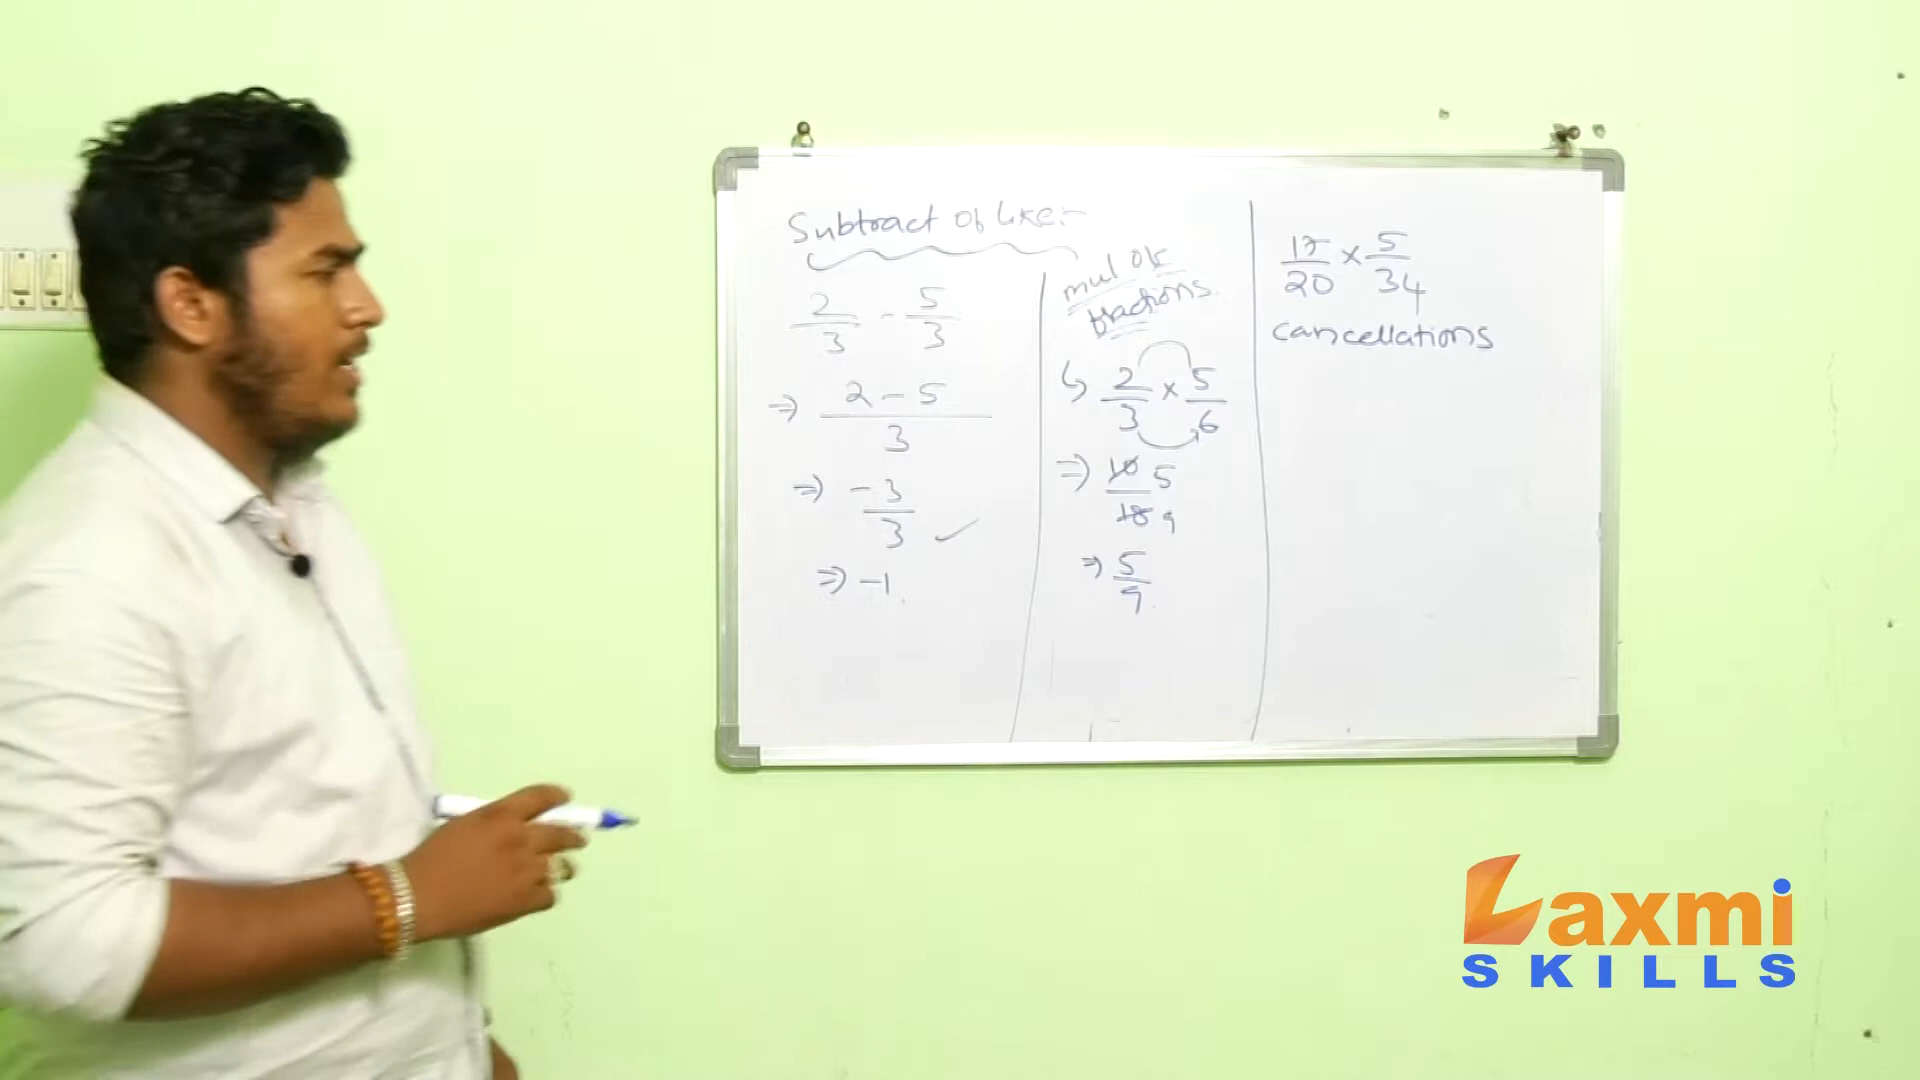 Subtract of like:-
2/3 - 5/3
⇒ 2 - 5 / 3
⇒ -3/3 ✓
⇒ -1.
mul of
fractions.
↳ 2/3 × 5/6
⇒ 10/18 5/9
⇒ 5/9.
17/20 × 5/34
cancellations
Laxmi
SKILLS